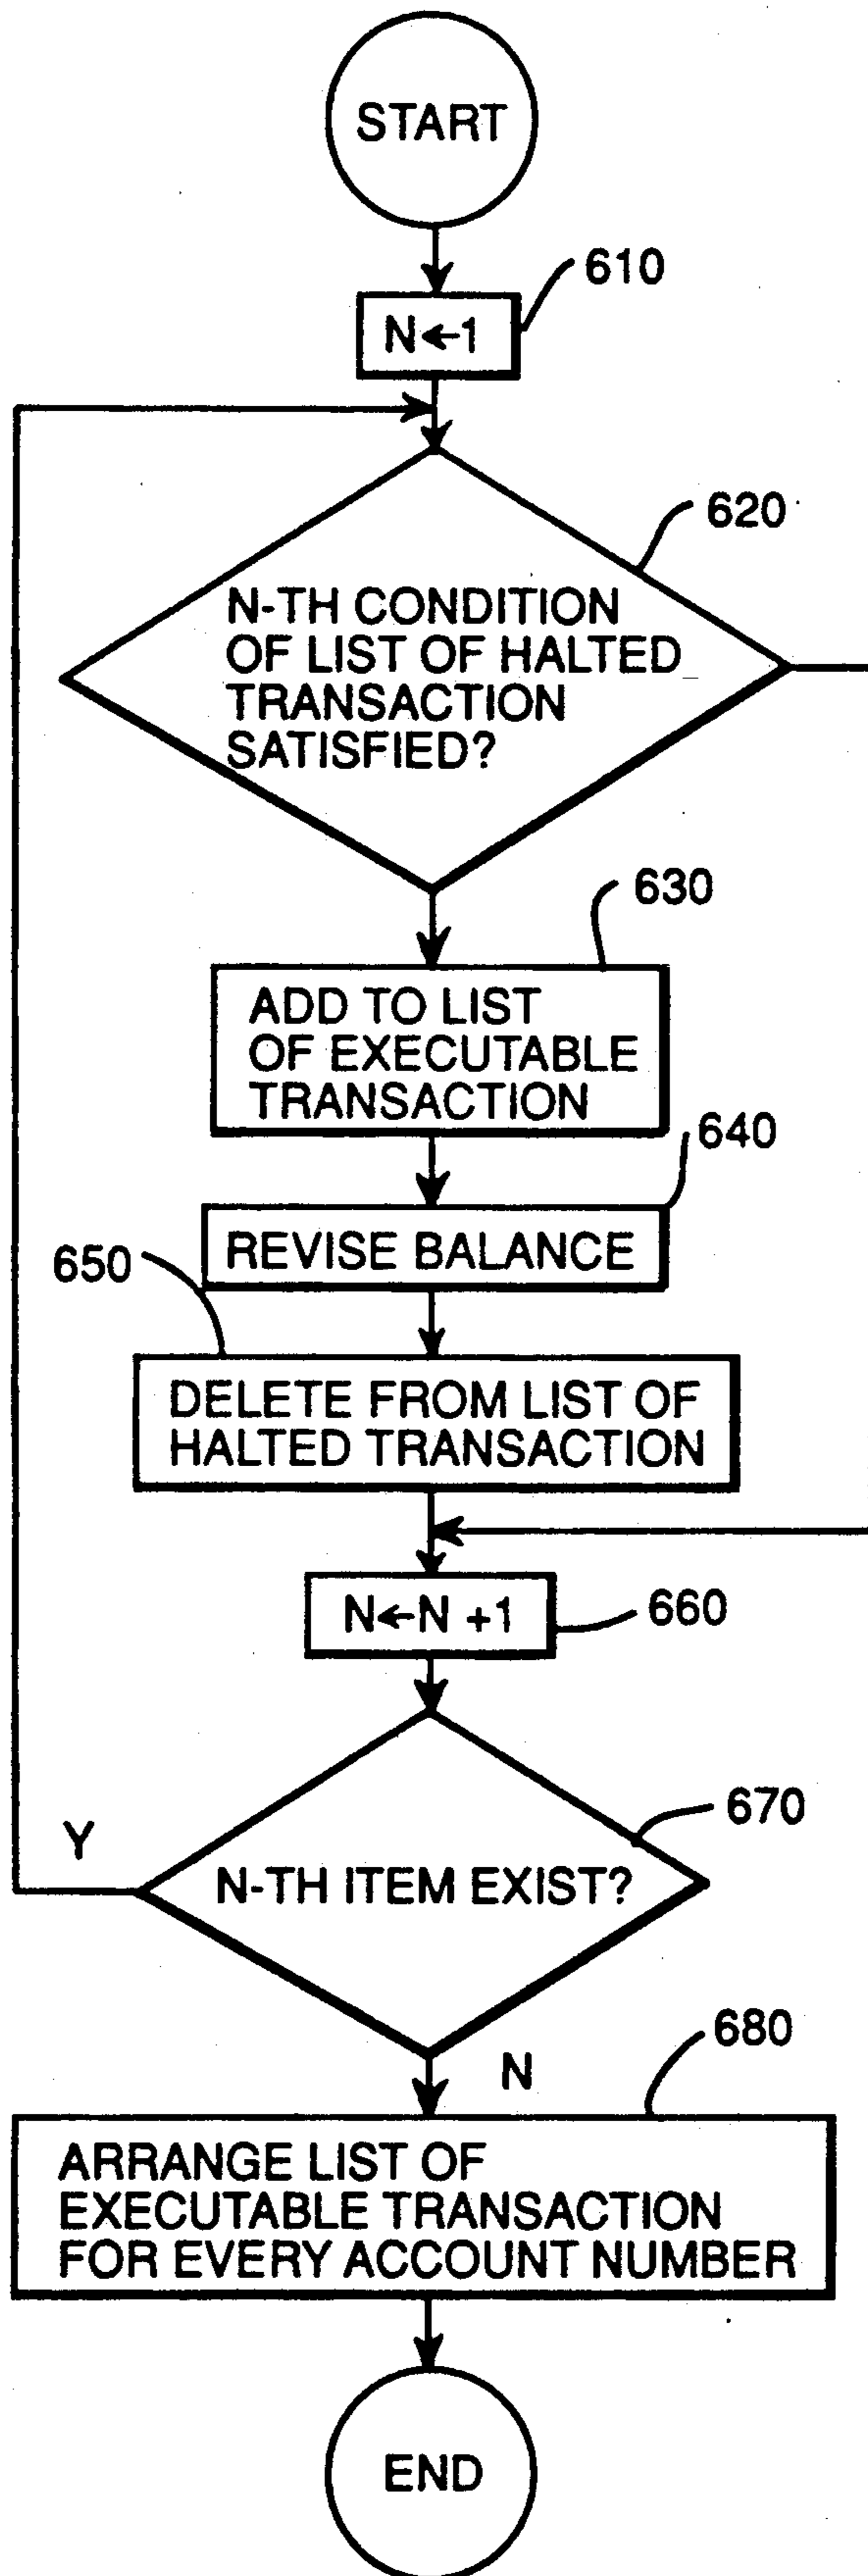 START
610
N←1
620
N-TH CONDITION
OF LIST OF HALTED
TRANSACTION
SATISFIED?
630
ADD TO LIST
OF EXECUTABLE
TRANSACTION
640
REVISE BALANCE
650
DELETE FROM LIST OF
HALTED TRANSACTION
N←N +1
660
670
Y
N-TH ITEM EXIST?
680
N
ARRANGE LIST OF
EXECUTABLE TRANSACTION
FOR EVERY ACCOUNT NUMBER
END